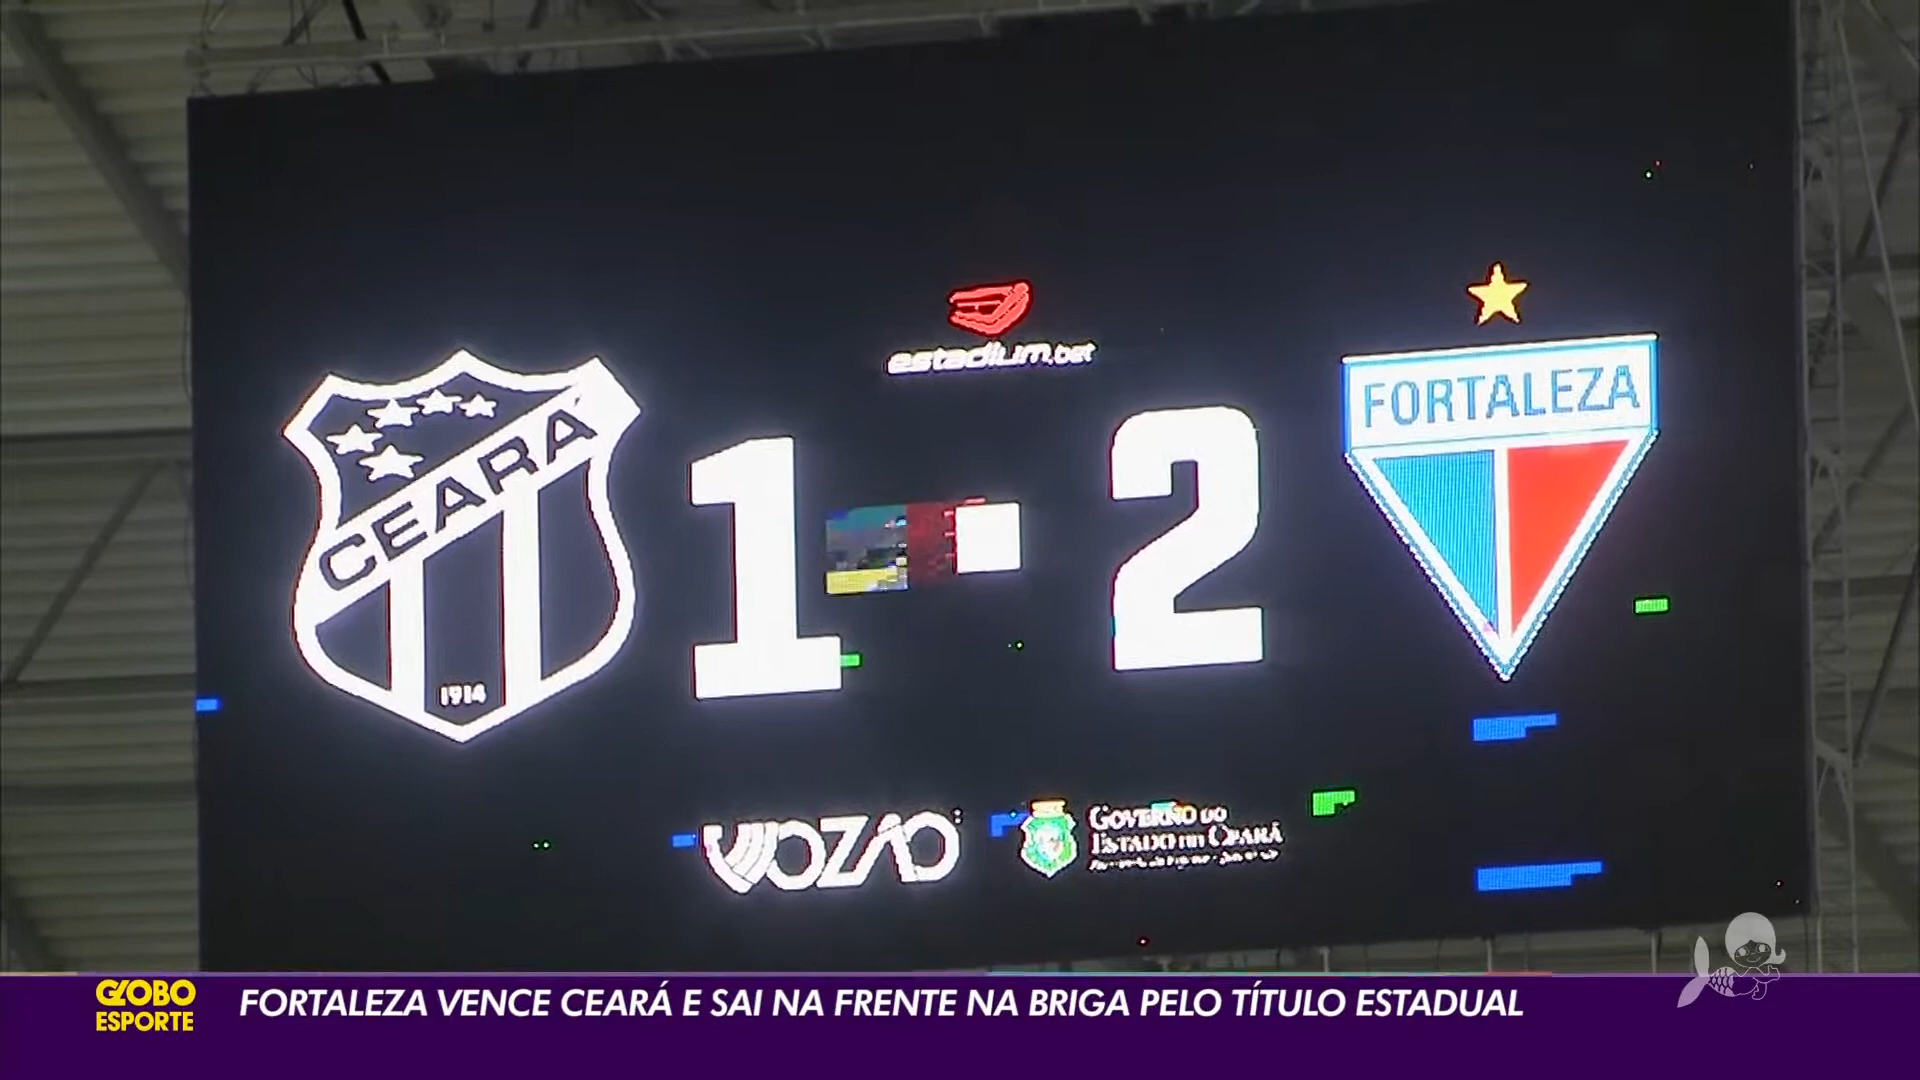 estadium.bet
FORTALEZA
CEARÁ
1 - 2
1914
VOZÃO
GOVERNO DO
ESTADO DO CEARÁ
GLOBO
ESPORTE
FORTALEZA VENCE CEARÁ E SAI NA FRENTE NA BRIGA PELO TÍTULO ESTADUAL